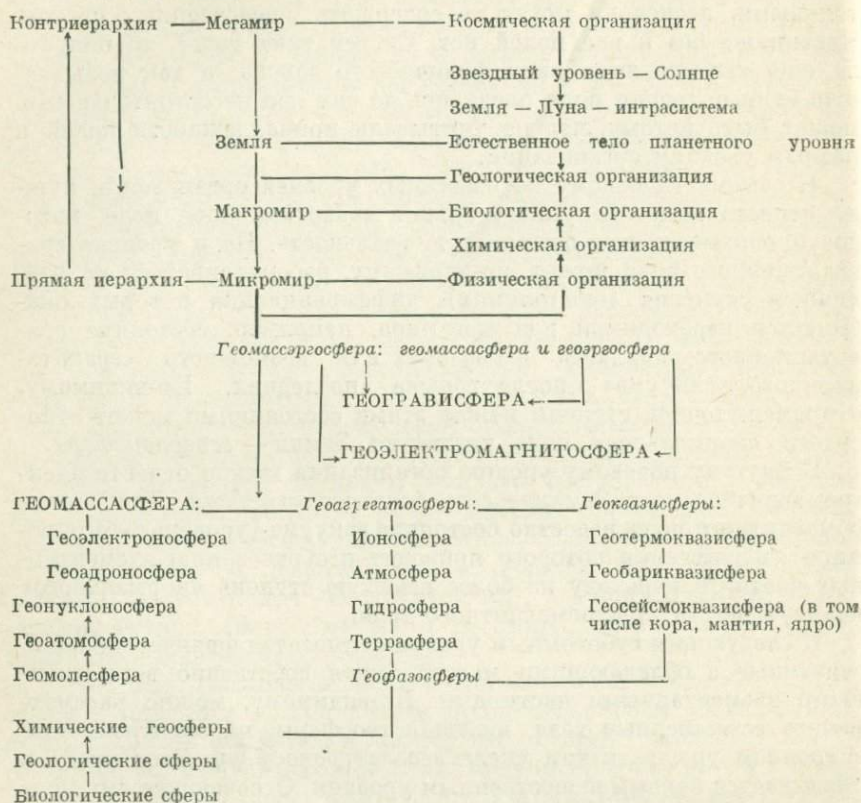 Контриерархия — Мегамир — Космическая организация
Звездный уровень — Солнце
Земля — Луна — интрасистема
Земля — Естественное тело планетного уровня
Геологическая организация
Макромир — Биологическая организация
Химическая организация
Прямая иерархия — Микромир — Физическая организация
Геомассэргосфера: геомассасфера и геоэргосфера
ГЕОГРАВИСФЕРА
ГЕОЭЛЕКТРОМАГНИТОСФЕРА
ГЕОМАССАСФЕРА: Геоагрегатосферы: Геоквазисферы:
Геоэлектроносфера Ионосфера Геотермоквазисфера
Геоадроносфера Атмосфера Геобариквазисфера
Геонуклоносфера Гидросфера Геосейсмоквазисфера (в том
числе кора, мантия, ядро)
Геоатомосфера Террасфера
Геомолесфера Геофазосферы
Химические геосферы
Геологические сферы
Биологические сферы